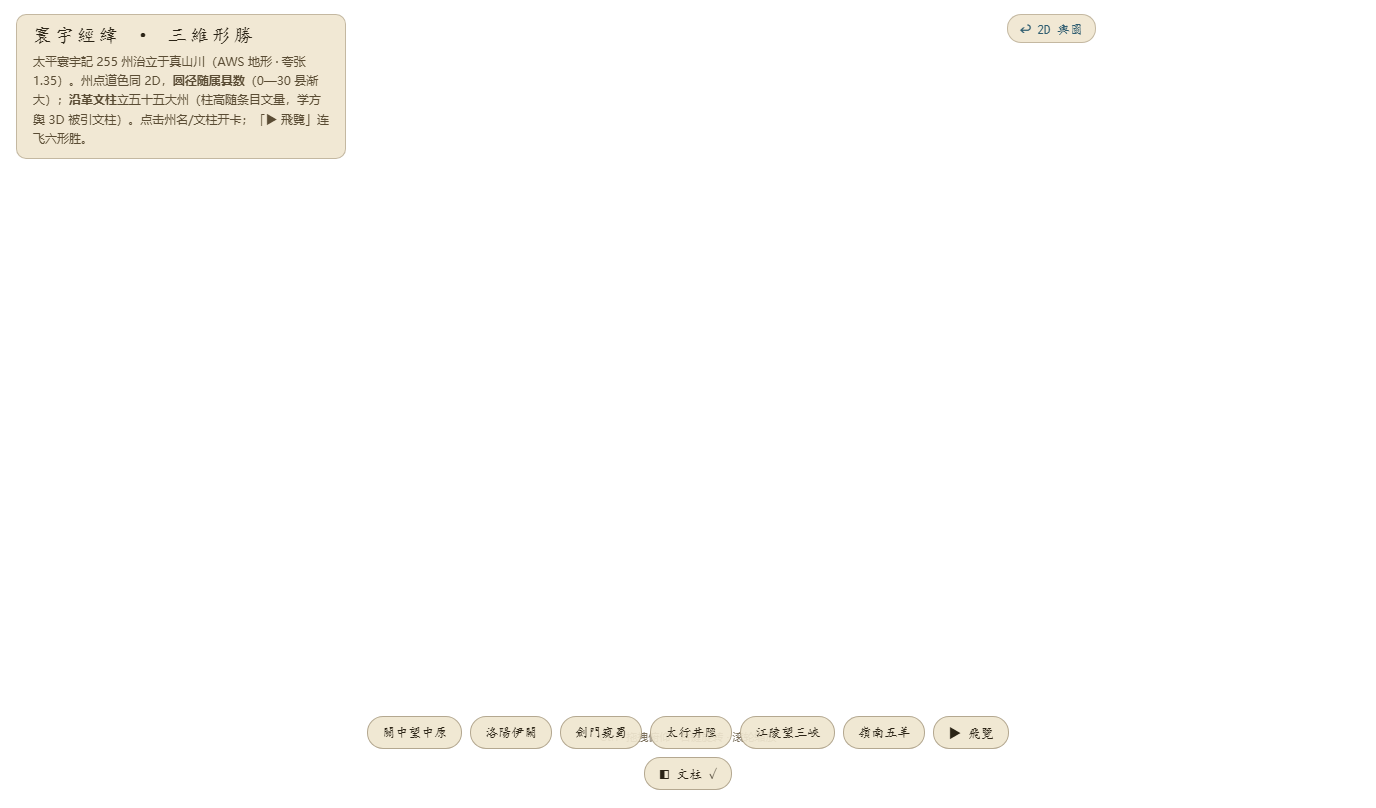 寰宇經緯 · 三維形勝
太平寰宇記 255 州治立于真山川（AWS 地形 · 夸张
1.35）。州点道色同 2D，圆径随属县数（0—30 县渐
大）；沿革文柱立五十五大州（柱高随条目文量，学方
舆 3D 被引文柱）。点击州名/文柱开卡；「▶ 飛覽」连
飞六形胜。
↩ 2D 輿圖
關中望中原
洛陽伊闕
劍門窺蜀
太行井陘
江陵望三峽
嶺南五羊
▶ 飛覽
◧ 文柱 ✓